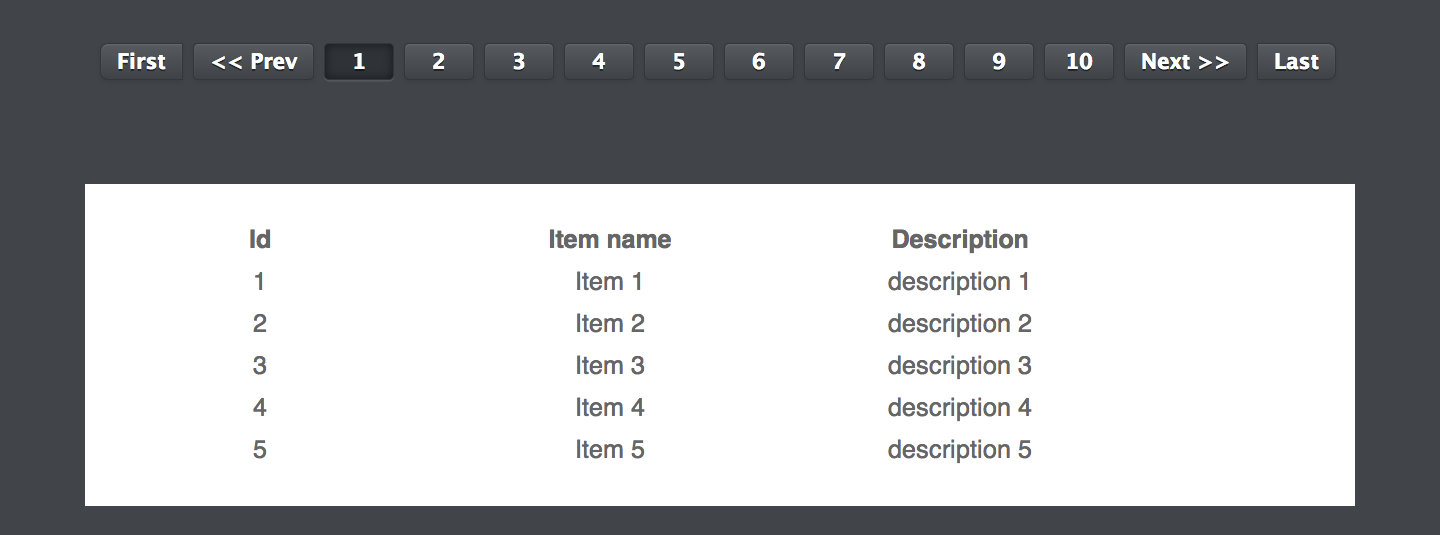 First << Prev 1 2 3 4 5 6 7 8 9 10 Next >> Last
Id Item name Description
1 Item 1 description 1
2 Item 2 description 2
3 Item 3 description 3
4 Item 4 description 4
5 Item 5 description 5